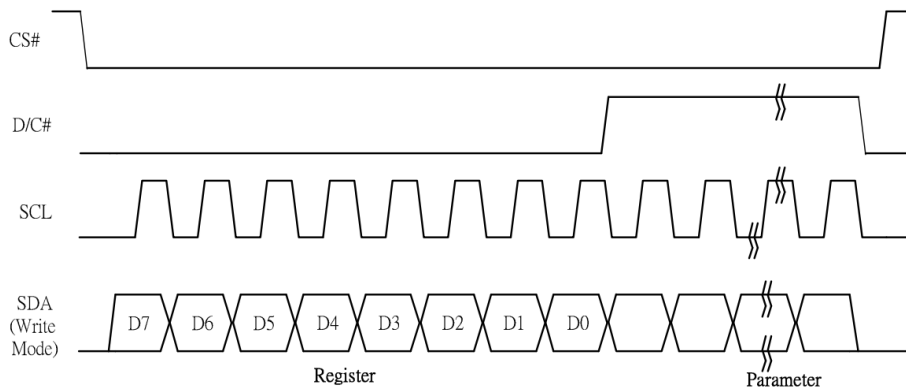 CS#
D/C#
SCL
SDA
(Write
Mode)
D7 D6 D5 D4 D3 D2 D1 D0
Register Parameter